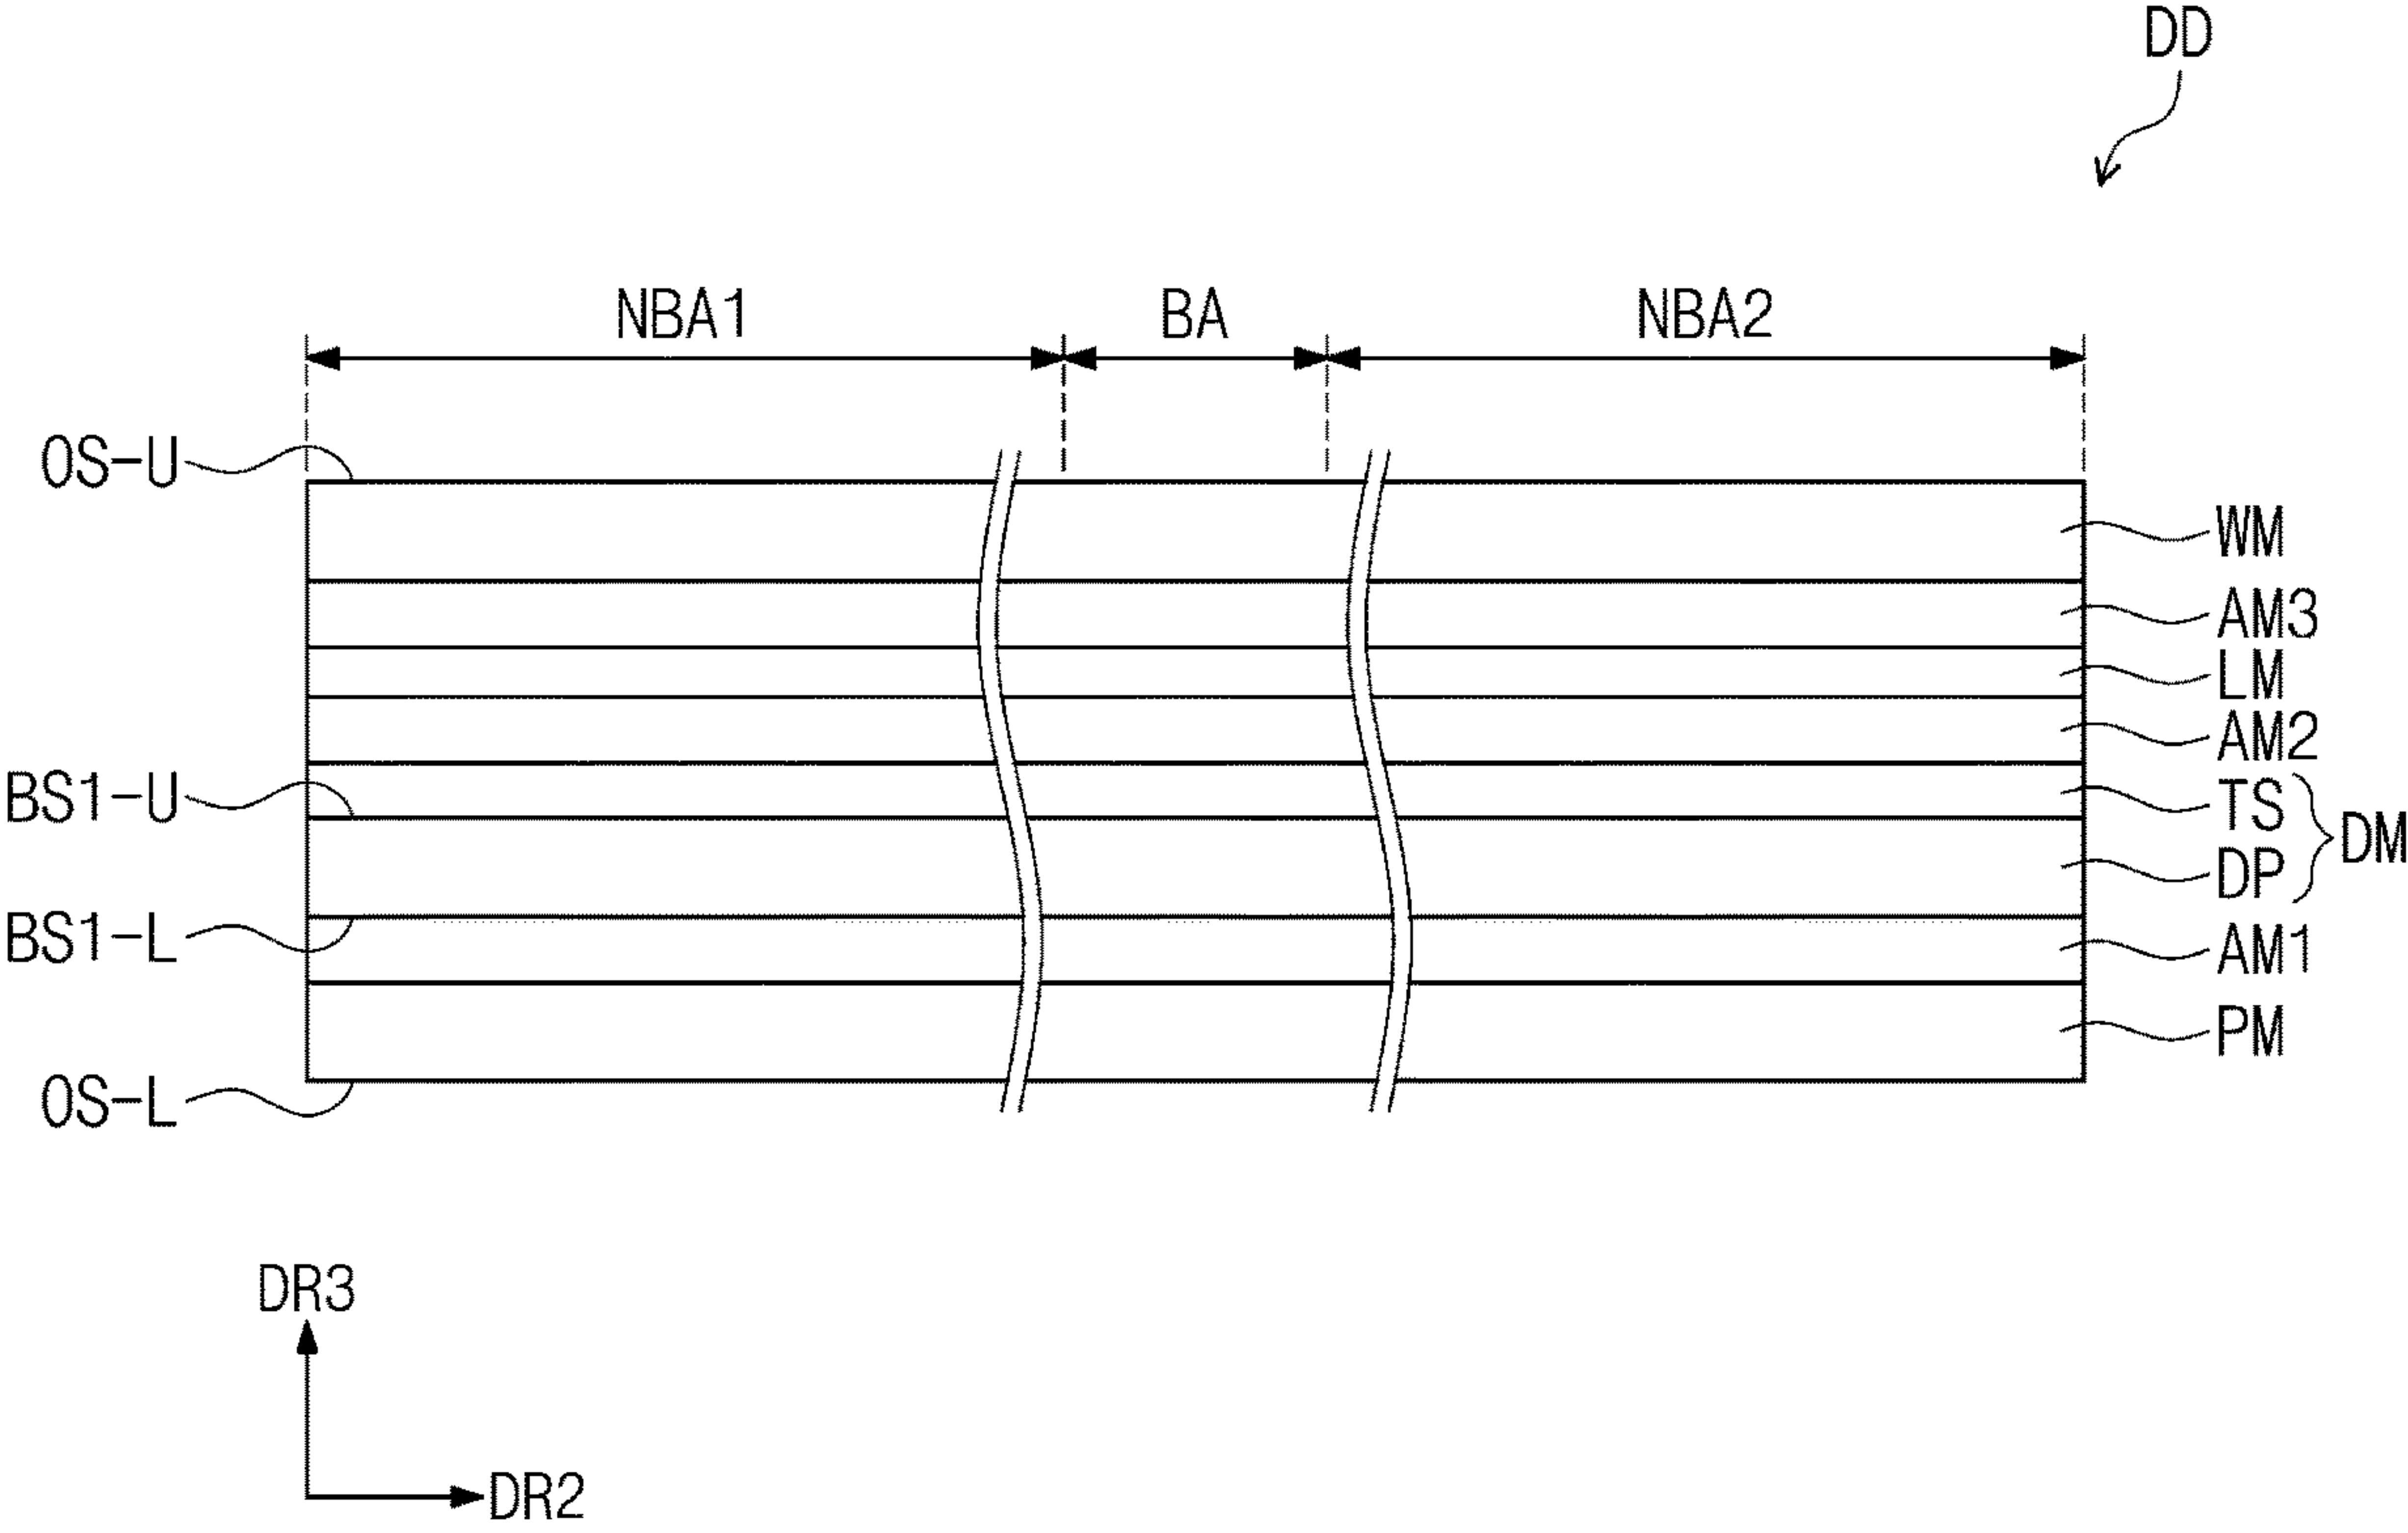 DD
NBA1 BA NBA2
OS-U
WM
AM3
LM
AM2
BS1-U
TS
DM
DP
BS1-L
AM1
PM
OS-L
DR3
DR2